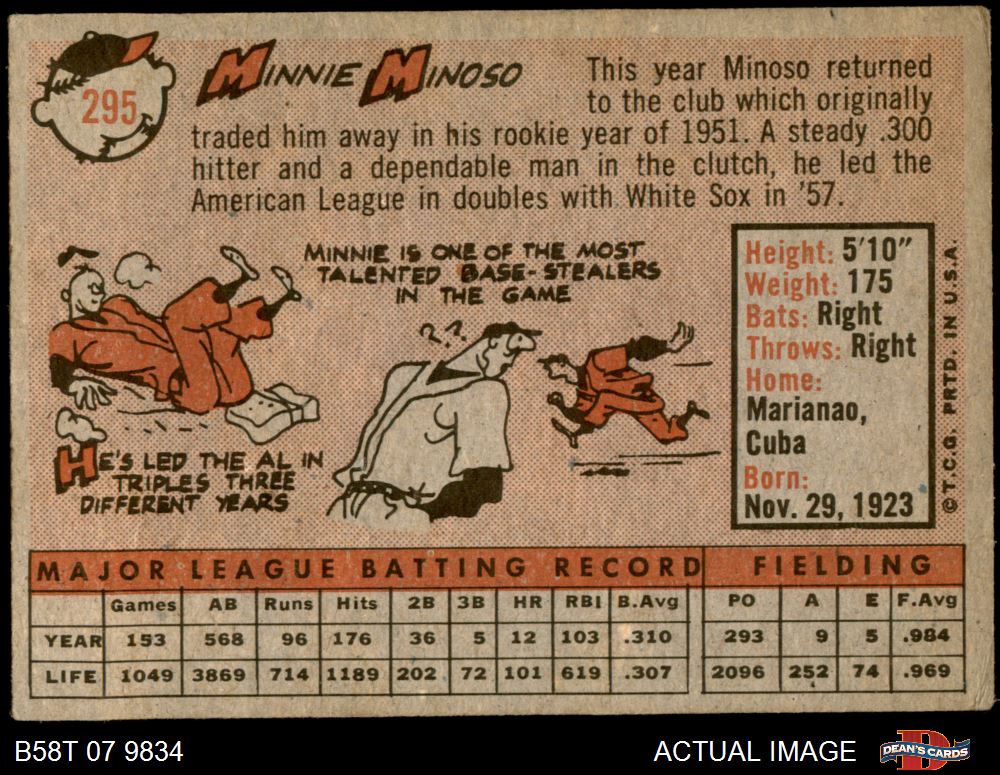 295
MINNIE MINOSO
This year Minoso returned
to the club which originally
traded him away in his rookie year of 1951. A steady .300
hitter and a dependable man in the clutch, he led the
American League in doubles with White Sox in '57.
MINNIE IS ONE OF THE MOST
TALENTED BASE-STEALERS
IN THE GAME
??
HE'S LED THE AL IN
TRIPLES THREE
DIFFERENT YEARS
Height: 5'10"
Weight: 175
Bats: Right
Throws: Right
Home:
Marianao,
Cuba
Born:
Nov. 29, 1923
© T.C.G. PRTD. IN U.S.A.
MAJOR LEAGUE BATTING RECORD FIELDING
Games AB Runs Hits 2B 3B HR RBI B.Avg PO A E F.Avg
YEAR 153 568 96 176 36 5 12 103 .310 293 9 5 .984
LIFE 1049 3869 714 1189 202 72 101 619 .307 2096 252 74 .969
B58T 07 9834 ACTUAL IMAGE DEAN'S CARDS